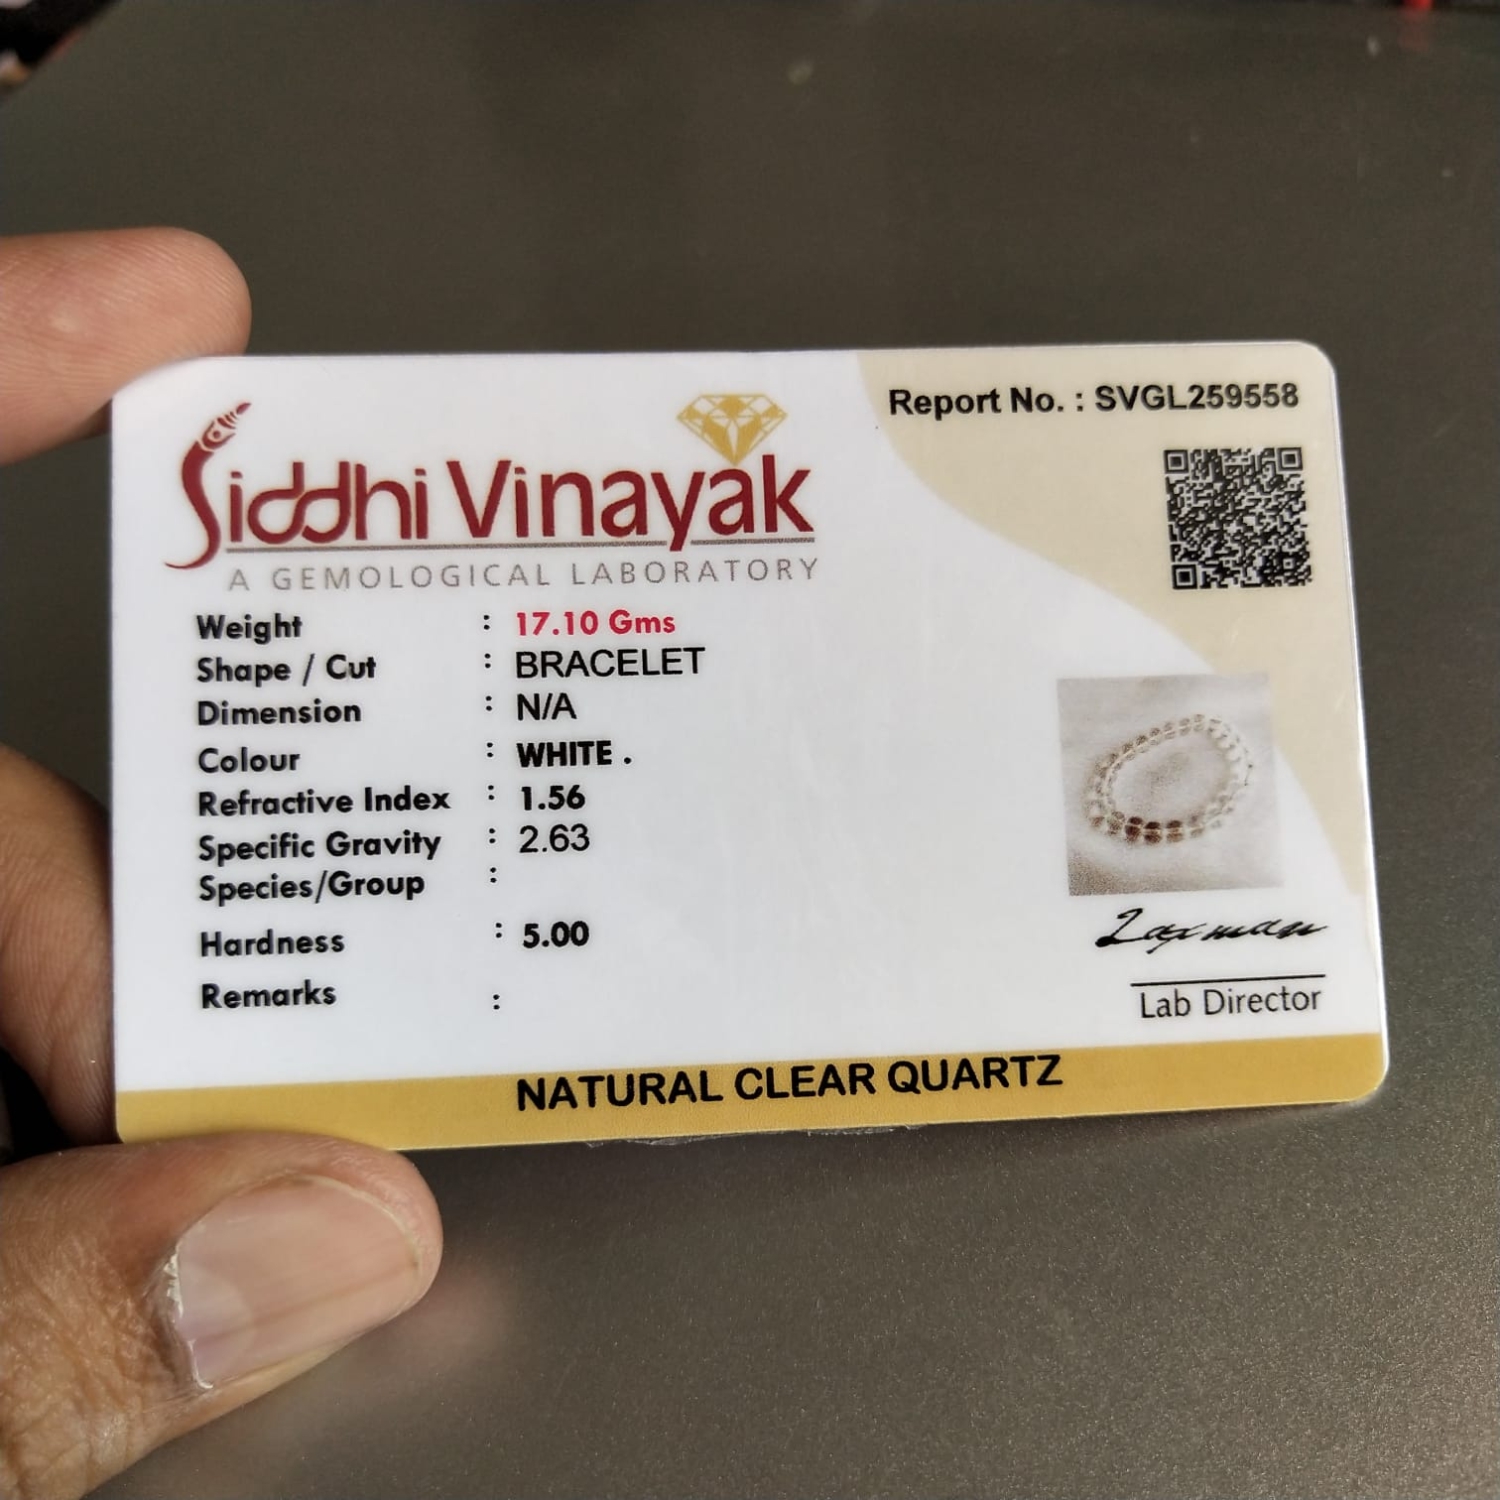 Report No. : SVGL259558
Siddhi Vinayak
A GEMOLOGICAL LABORATORY
Weight : 17.10 Gms
Shape / Cut : BRACELET
Dimension : N/A
Colour : WHITE .
Refractive Index : 1.56
Specific Gravity : 2.63
Species/Group :
Hardness : 5.00
Remarks :
Laxman
Lab Director
NATURAL CLEAR QUARTZ